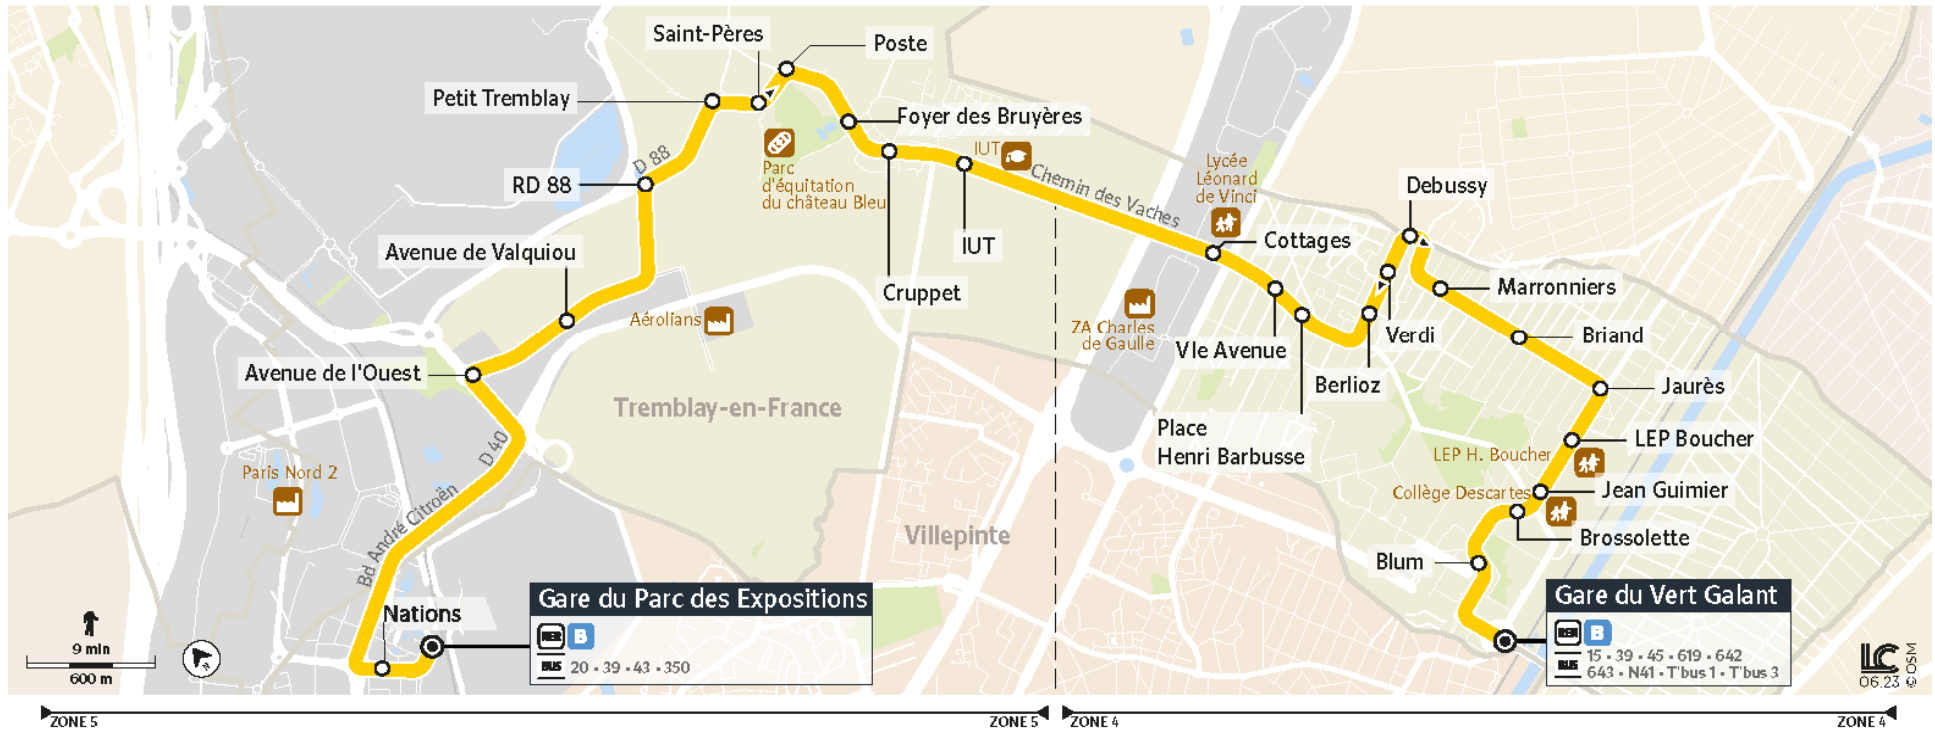 Saint-Pères
Poste
Petit Tremblay
Foyer des Bruyères
D 88
IUT
Parc
d'équitation
du château Bleu
Chemin des Vaches
Lycée
Léonard
de Vinci
RD 88
Debussy
IUT
Cottages
Avenue de Valquiou
Cruppet
Marronniers
Aérolians
ZA Charles
de Gaulle
Verdi
Briand
VIe Avenue
Avenue de l'Ouest
Berlioz
Jaurès
Tremblay-en-France
Place
Henri Barbusse
LEP Boucher
D 40
LEP H. Boucher
Paris Nord 2
Collège Descartes
Jean Guimier
Bd André Citroën
Villepinte
Brossolette
Blum
Nations
Gare du Parc des Expositions
RER B
BUS 20 • 39 • 43 • 350
Gare du Vert Galant
RER B
BUS 15 • 39 • 45 • 619 • 642
643 • N41 • T'bus 1 • T'bus 3
9 min
600 m
LC
06.23 © OSM
ZONE 5
ZONE 5
ZONE 4
ZONE 4